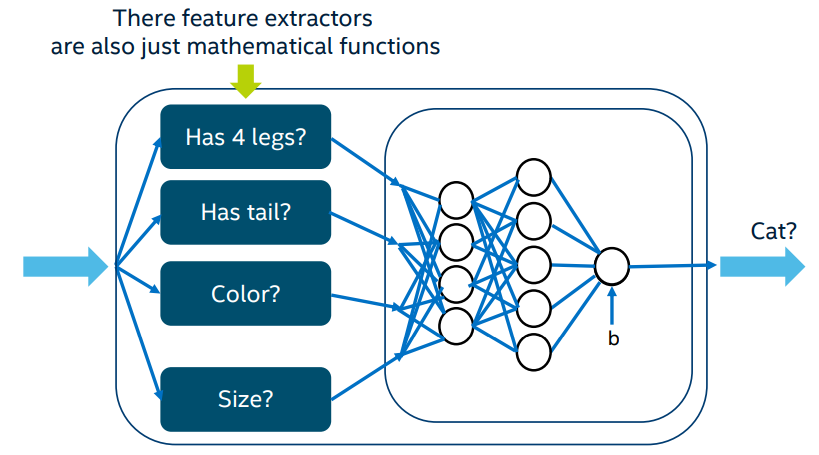 There feature extractors
are also just mathematical functions
Has 4 legs?
Has tail?
Color?
Size?
Cat?
b